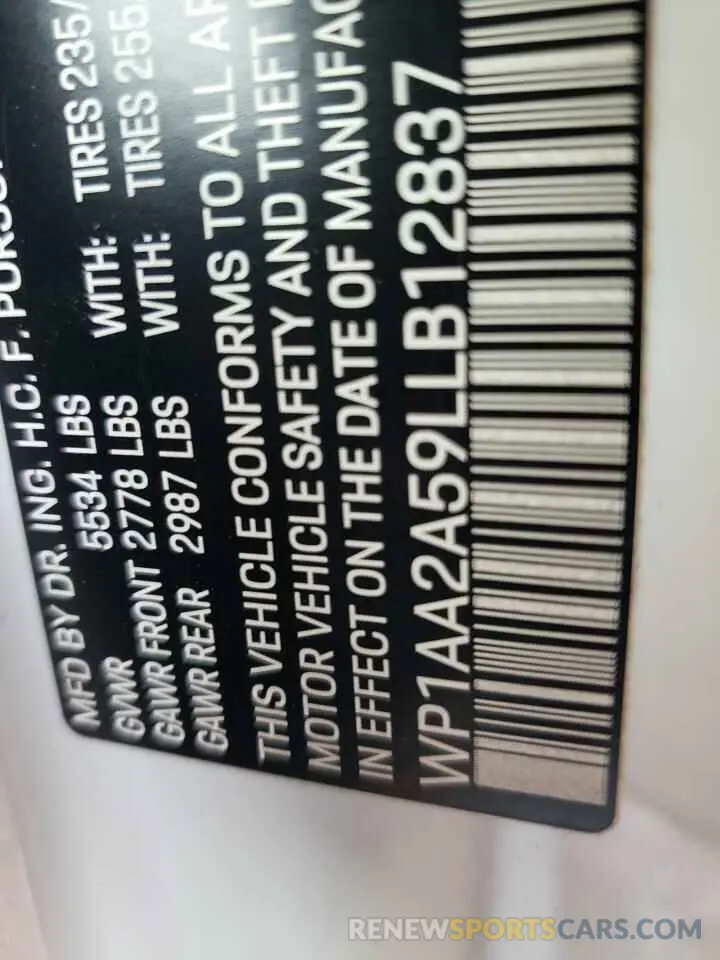 MFD BY DR. ING. H.C. F. PORSC
GVWR 5534 LBS WITH: TIRES 235/
GAWR FRONT 2778 LBS WITH: TIRES 255
GAWR REAR 2987 LBS
THIS VEHICLE CONFORMS TO ALL AP
MOTOR VEHICLE SAFETY AND THEFT
IN EFFECT ON THE DATE OF MANUFAC
WP1AA2A59LLB12837
RENEWSPORTSCARS.COM